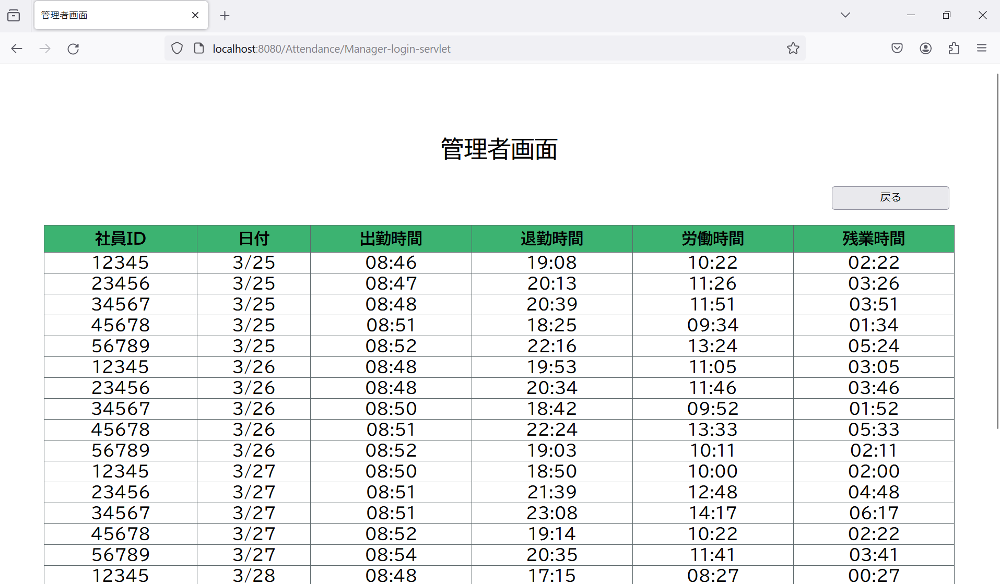 管理者画面
localhost:8080/Attendance/Manager-login-servlet
管理者画面
戻る
社員ID 日付 出勤時間 退勤時間 労働時間 残業時間
12345 3/25 08:46 19:08 10:22 02:22
23456 3/25 08:47 20:13 11:26 03:26
34567 3/25 08:48 20:39 11:51 03:51
45678 3/25 08:51 18:25 09:34 01:34
56789 3/25 08:52 22:16 13:24 05:24
12345 3/26 08:48 19:53 11:05 03:05
23456 3/26 08:48 20:34 11:46 03:46
34567 3/26 08:50 18:42 09:52 01:52
45678 3/26 08:51 22:24 13:33 05:33
56789 3/26 08:52 19:03 10:11 02:11
12345 3/27 08:50 18:50 10:00 02:00
23456 3/27 08:51 21:39 12:48 04:48
34567 3/27 08:51 23:08 14:17 06:17
45678 3/27 08:52 19:14 10:22 02:22
56789 3/27 08:54 20:35 11:41 03:41
12345 3/28 08:48 17:15 08:27 00:27